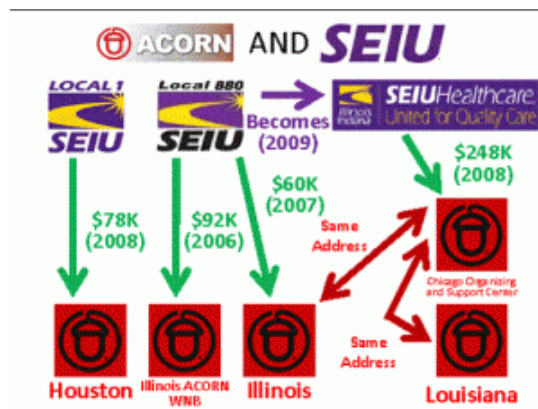 ACORN AND SEIU
LOCAL 1
SEIU
Local 880
SEIU
Becomes
(2009)
SEIUHealthcare.
Illinois
Indiana
United for Quality Care
$78K
(2008)
$92K
(2006)
$60K
(2007)
$248K
(2008)
Same
Address
Chicago Organizing
and Support Center
Same
Address
Houston
Illinois ACORN
WNB
Illinois
Louisiana